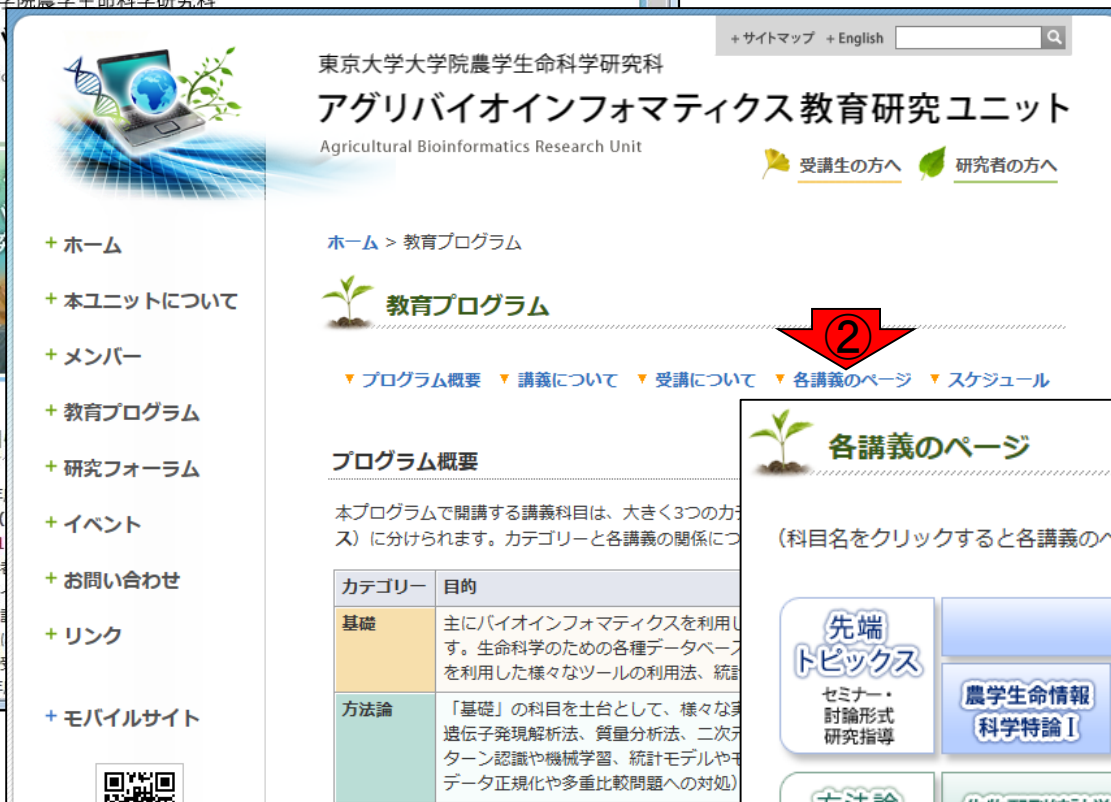 学院農学生命科学研究科
+ サイトマップ + English
東京大学大学院農学生命科学研究科
アグリバイオインフォマティクス教育研究ユニット
Agricultural Bioinformatics Research Unit
受講生の方へ 研究者の方へ
+ ホーム
+ 本ユニットについて
+ メンバー
+ 教育プログラム
+ 研究フォーラム
+ イベント
+ お問い合わせ
+ リンク
+ モバイルサイト
ホーム > 教育プログラム
教育プログラム
②
▼ プログラム概要 ▼ 講義について ▼ 受講について ▼ 各講義のページ ▼ スケジュール
プログラム概要
本プログラムで開講する講義科目は、大きく3つのカ
ス）に分けられます。カテゴリーと各講義の関係につ
カテゴリー 目的
基礎 主にバイオインフォマティクスを利用し
す。生命科学のための各種データベース
を利用した様々なツールの利用法、統計
方法論 「基礎」の科目を土台として、様々な実
遺伝子発現解析法、質量分析法、二次元
ターン認識や機械学習、統計モデルやモ
データ正規化や多重比較問題への対処）
各講義のページ
（科目名をクリックすると各講義のペ
先端
トピックス
セミナー・
討論形式
研究指導
農学生命情報
科学特論 I
方法論